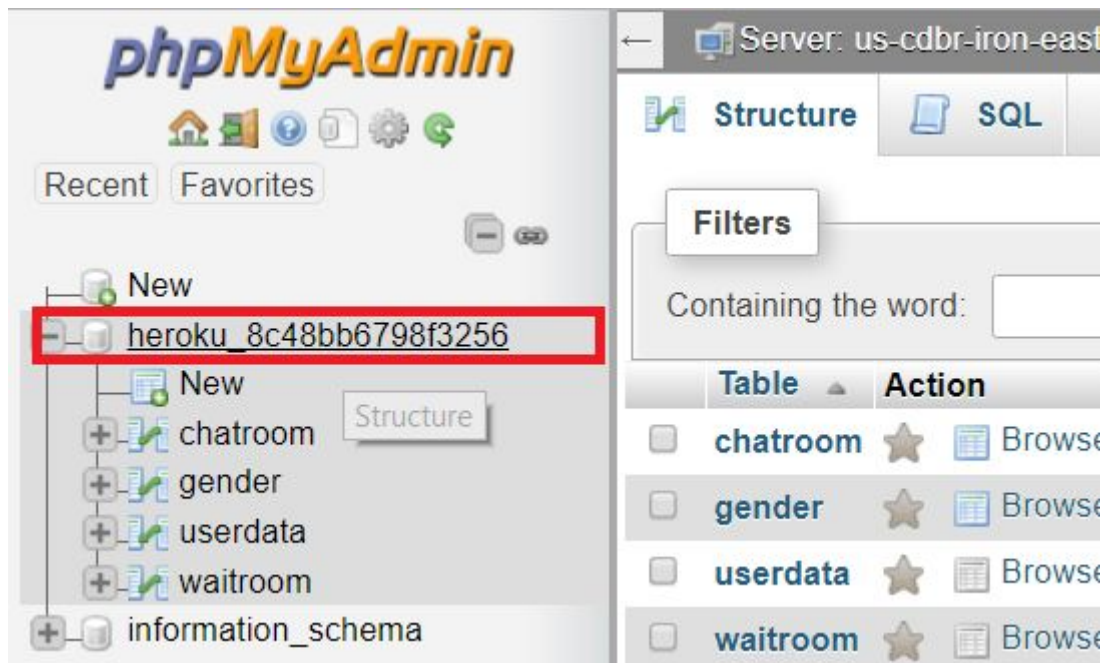 phpMyAdmin
Recent Favorites
New
heroku_8c48bb6798f3256
New
Structure
chatroom
gender
userdata
waitroom
information_schema
Server: us-cdbr-iron-east
Structure SQL
Filters
Containing the word:
Table Action
chatroom Browse
gender Browse
userdata Browse
waitroom Browse